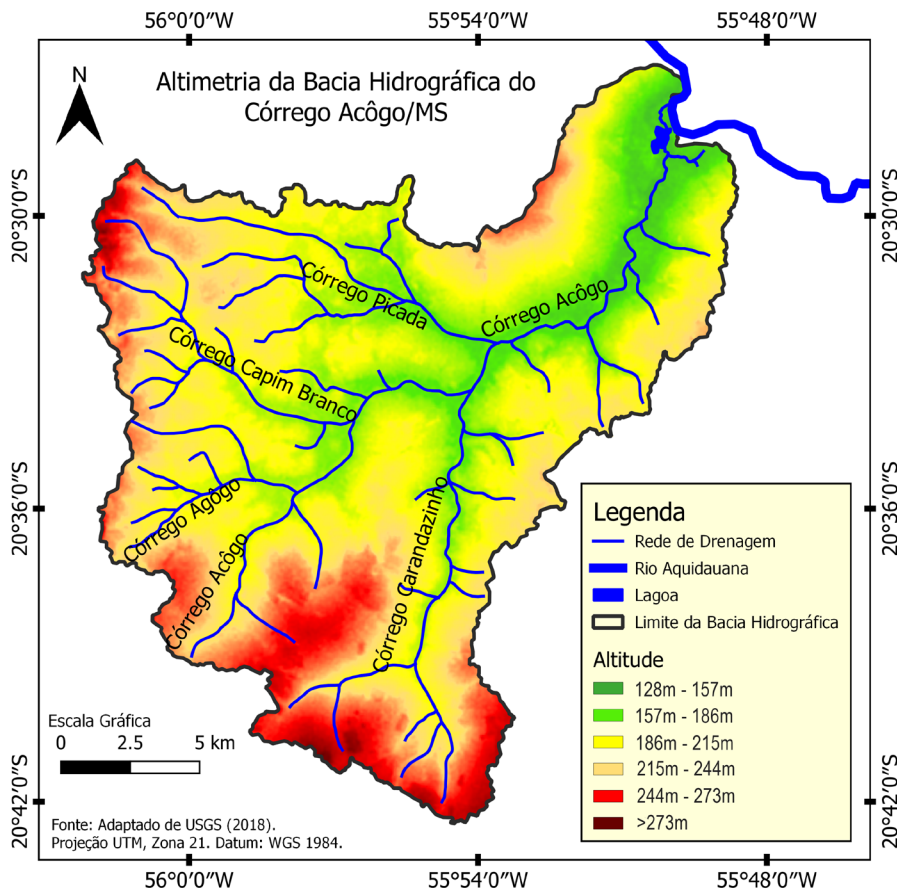 56°0'0"W
55°54'0"W
55°48'0"W
N
Altimetria da Bacia Hidrográfica do
Córrego Acôgo/MS
20°30'0"S
20°30'0"S
Córrego Picada
Córrego Acôgo
Córrego Capim Branco
20°36'0"S
20°36'0"S
Córrego Agôgo
Córrego Acôgo
Córrego Carandazinho
Legenda
Rede de Drenagem
Rio Aquidauana
Lagoa
Limite da Bacia Hidrográfica
Altitude
128m - 157m
157m - 186m
186m - 215m
215m - 244m
244m - 273m
>273m
Escala Gráfica
0 2.5 5 km
20°42'0"S
20°42'0"S
Fonte: Adaptado de USGS (2018).
Projeção UTM, Zona 21. Datum: WGS 1984.
56°0'0"W
55°54'0"W
55°48'0"W